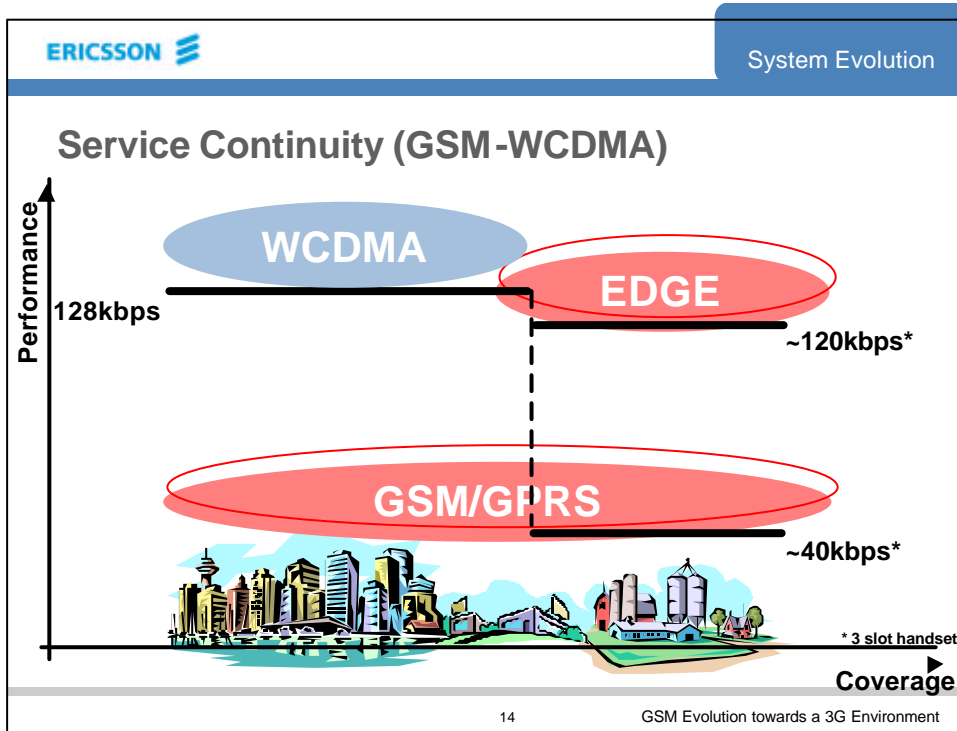 ERICSSON
System Evolution
Service Continuity (GSM-WCDMA)
Performance
WCDMA
EDGE
128kbps
~120kbps*
GSM/GPRS
~40kbps*
* 3 slot handset
Coverage
14
GSM Evolution towards a 3G Environment